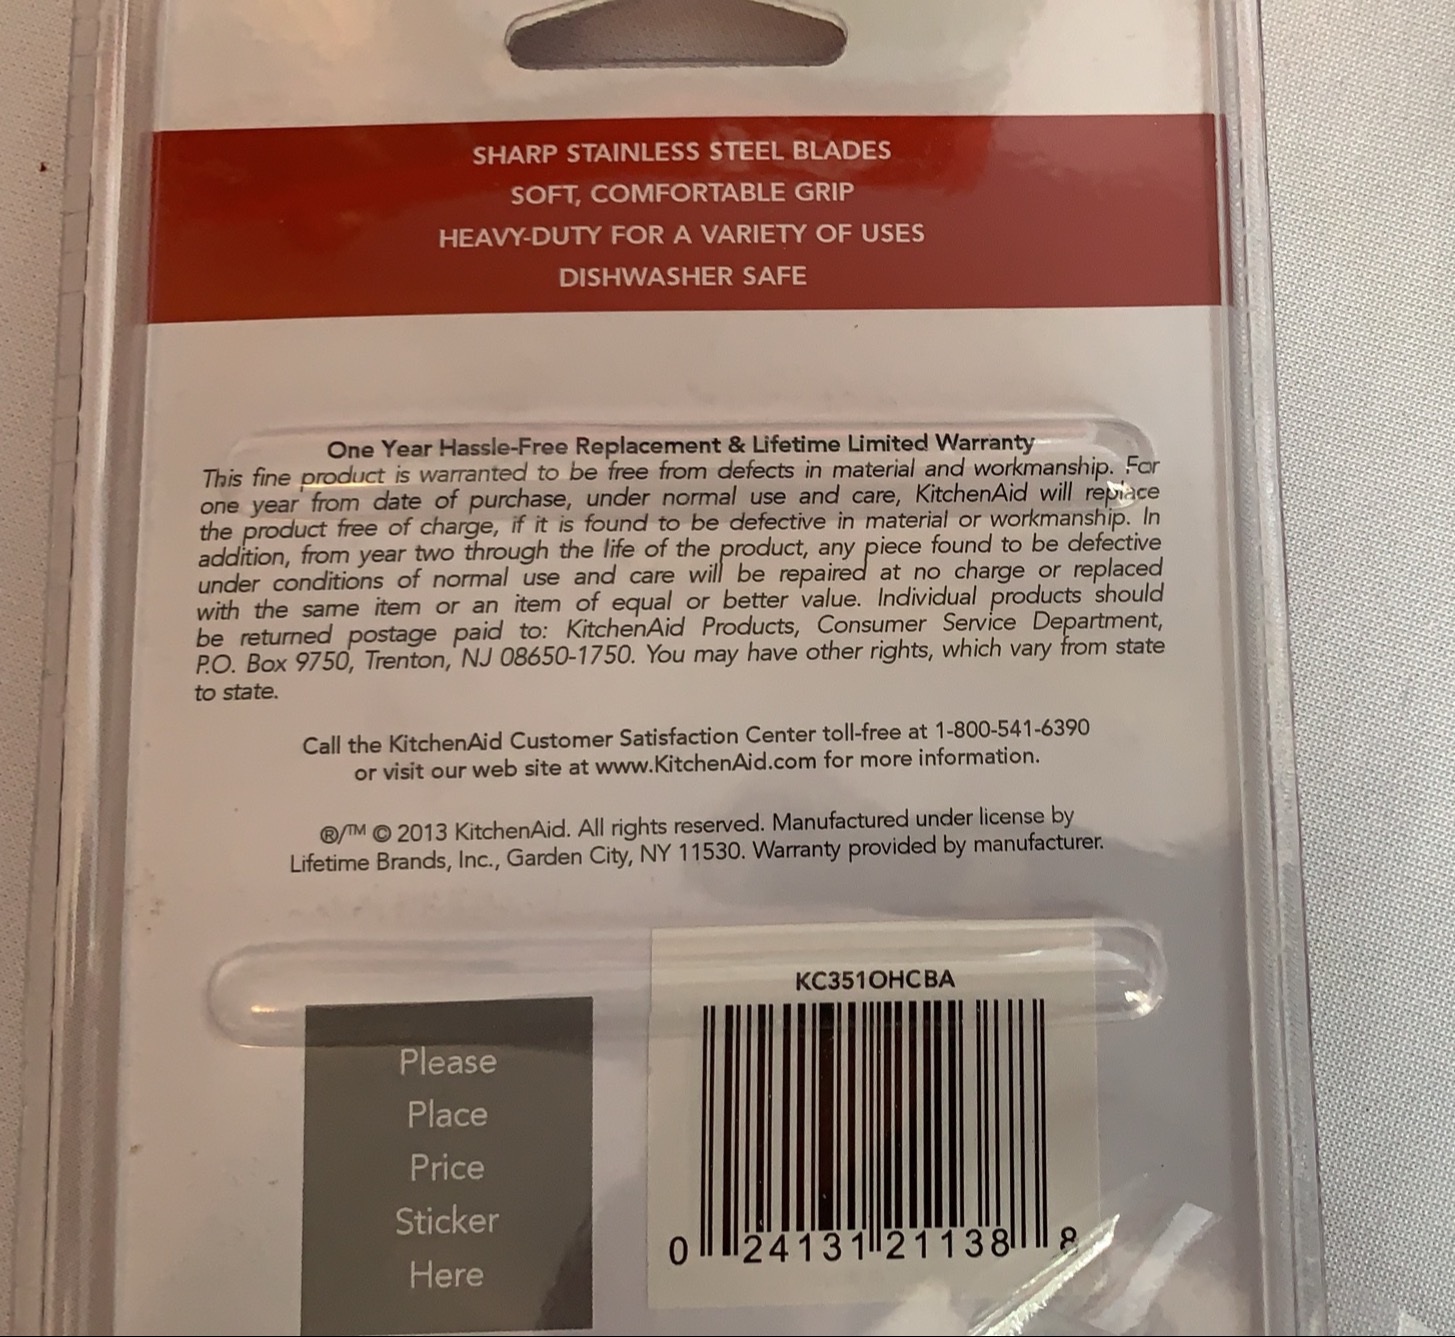 SHARP STAINLESS STEEL BLADES
SOFT, COMFORTABLE GRIP
HEAVY-DUTY FOR A VARIETY OF USES
DISHWASHER SAFE
One Year Hassle-Free Replacement & Lifetime Limited Warranty
This fine product is warranted to be free from defects in material and workmanship. For
one year from date of purchase, under normal use and care, KitchenAid will replace
the product free of charge, if it is found to be defective in material or workmanship. In
addition, from year two through the life of the product, any piece found to be defective
under conditions of normal use and care will be repaired at no charge or replaced
with the same item or an item of equal or better value. Individual products should
be returned postage paid to: KitchenAid Products, Consumer Service Department,
P.O. Box 9750, Trenton, NJ 08650-1750. You may have other rights, which vary from state
to state.
Call the KitchenAid Customer Satisfaction Center toll-free at 1-800-541-6390
or visit our web site at www.KitchenAid.com for more information.
®/™ © 2013 KitchenAid. All rights reserved. Manufactured under license by
Lifetime Brands, Inc., Garden City, NY 11530. Warranty provided by manufacturer.
KC351OHCBA
Please
Place
Price
Sticker
Here
0 24131 21138 8